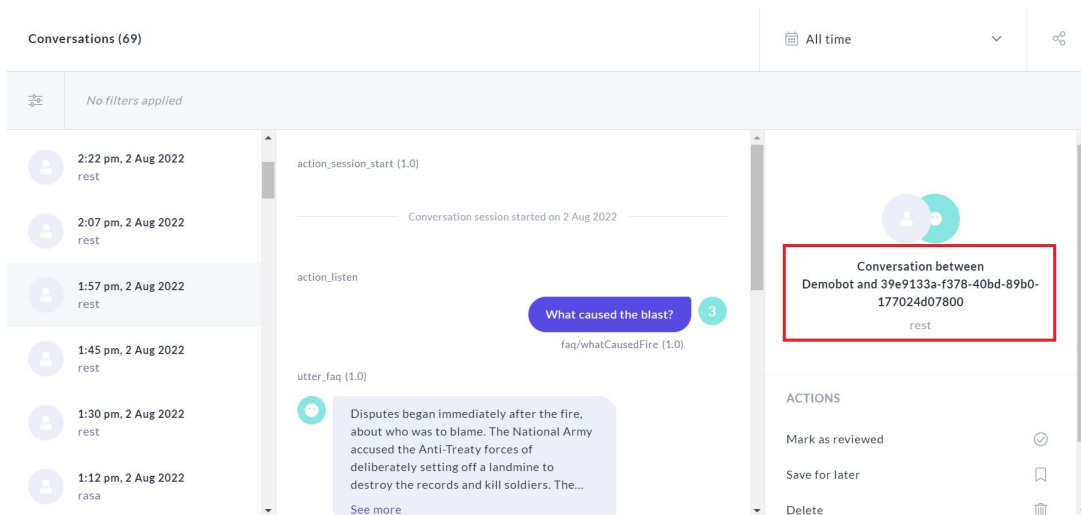 Conversations (69)
All time
No filters applied
2:22 pm, 2 Aug 2022
rest
2:07 pm, 2 Aug 2022
rest
1:57 pm, 2 Aug 2022
rest
1:45 pm, 2 Aug 2022
rest
1:30 pm, 2 Aug 2022
rest
1:12 pm, 2 Aug 2022
rasa
action_session_start (1.0)
Conversation session started on 2 Aug 2022
action_listen
What caused the blast?
3
faq/whatCausedFire (1.0)
utter_faq (1.0)
Disputes began immediately after the fire,
about who was to blame. The National Army
accused the Anti-Treaty forces of
deliberately setting off a landmine to
destroy the records and kill soldiers. The...
See more
Conversation between
Demobot and 39e9133a-f378-40bd-89b0-
177024d07800
rest
ACTIONS
Mark as reviewed
Save for later
Delete